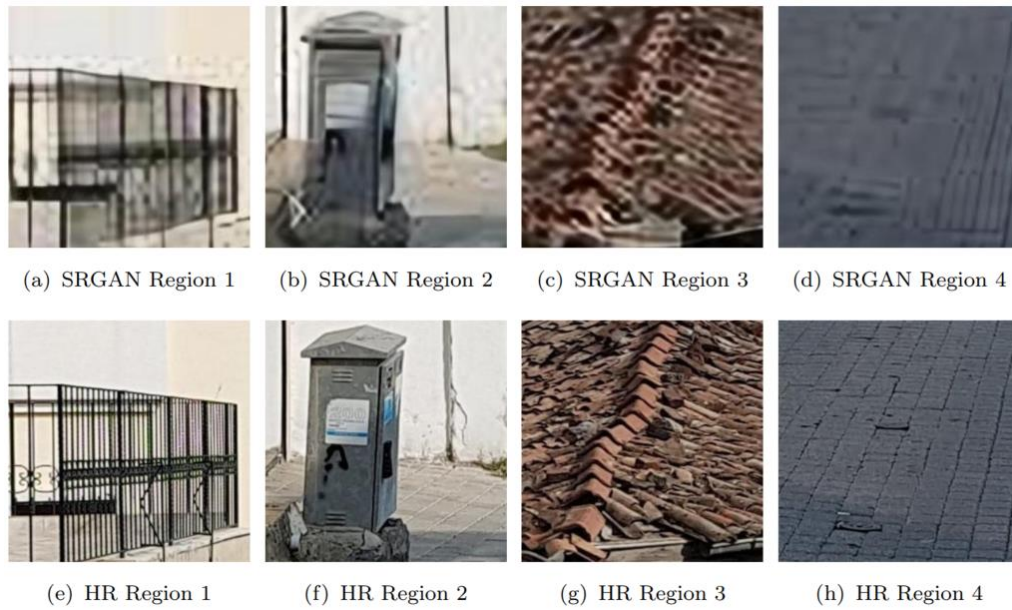 (a) SRGAN Region 1
(b) SRGAN Region 2
(c) SRGAN Region 3
(d) SRGAN Region 4
(e) HR Region 1
(f) HR Region 2
(g) HR Region 3
(h) HR Region 4